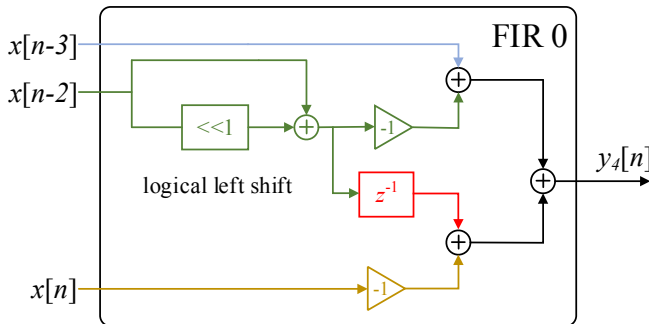 FIR 0
x[n-3]
x[n-2]
<<1
-1
logical left shift
z⁻¹
y₄[n]
x[n]
-1